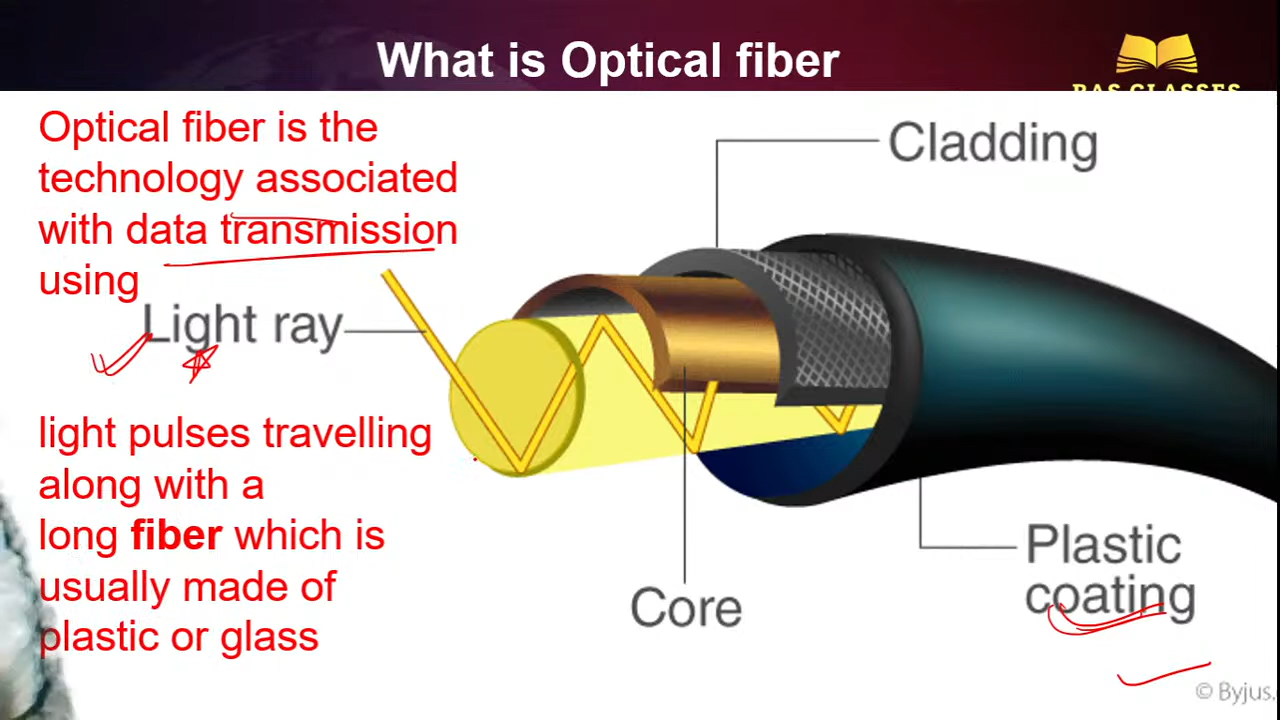 What is Optical fiber
Optical fiber is the
technology associated
with data transmission
using
Light ray
light pulses travelling
along with a
long fiber which is
usually made of
plastic or glass
Cladding
Core
Plastic
coating
© Byjus.